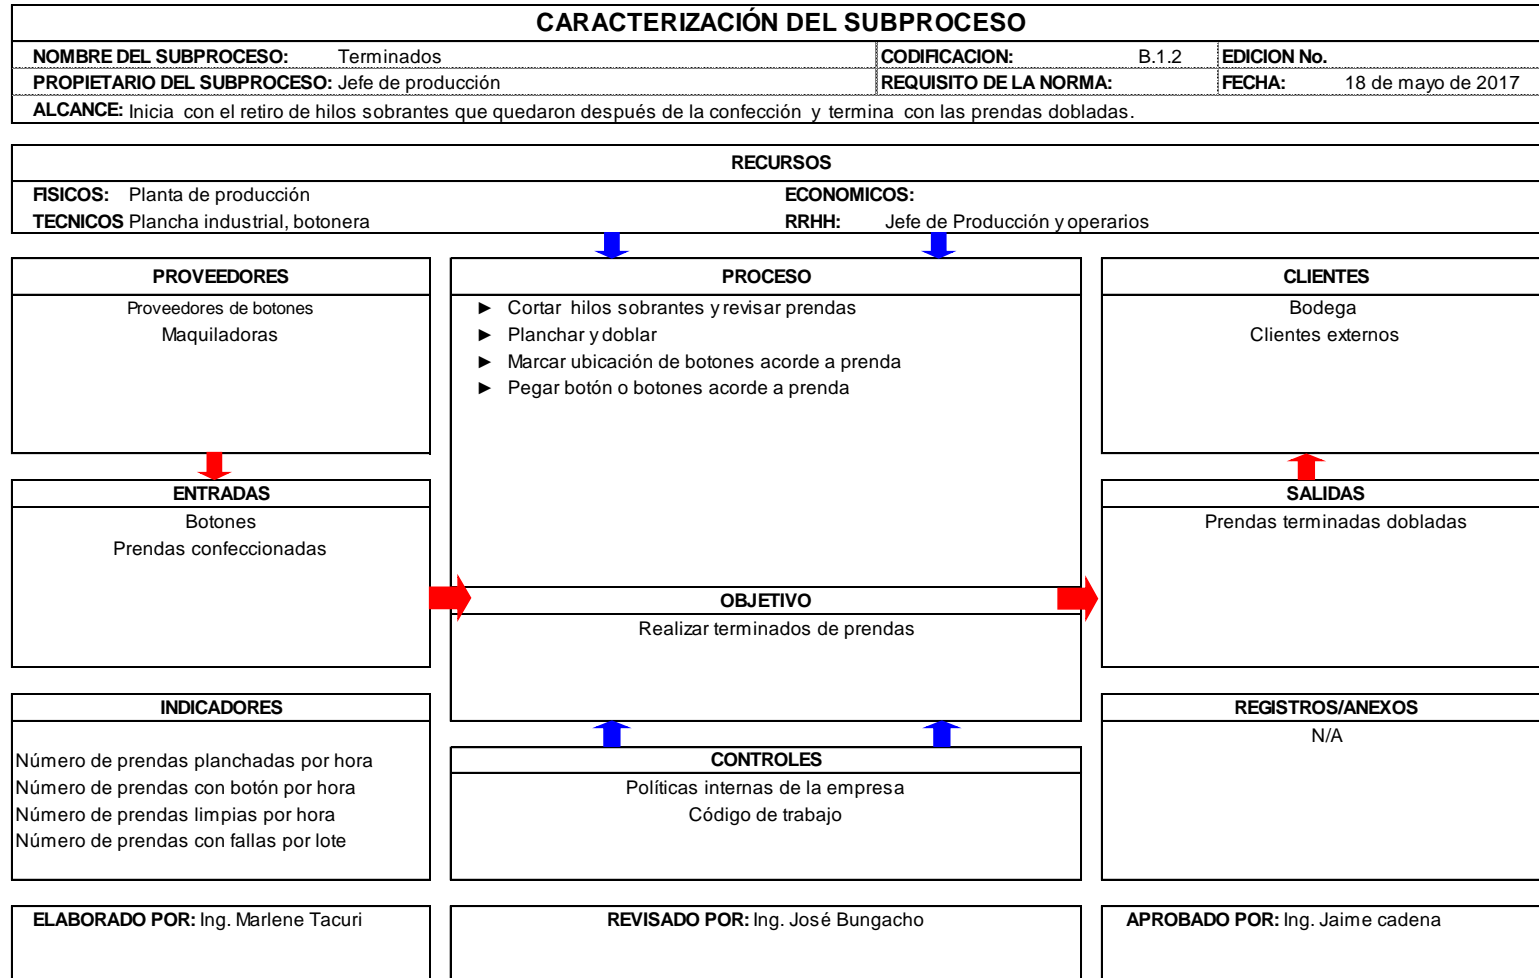 CARACTERIZACIÓN DEL SUBPROCESO
NOMBRE DEL SUBPROCESO: Terminados CODIFICACION: B.1.2 EDICION No.
PROPIETARIO DEL SUBPROCESO: Jefe de producción REQUISITO DE LA NORMA: FECHA: 18 de mayo de 2017
ALCANCE: Inicia con el retiro de hilos sobrantes que quedaron después de la confección y termina con las prendas dobladas.
RECURSOS
FISICOS: Planta de producción ECONOMICOS:
TECNICOS Plancha industrial, botonera RRHH: Jefe de Producción y operarios
PROVEEDORES
Proveedores de botones
Maquiladoras
ENTRADAS
Botones
Prendas confeccionadas
PROCESO
► Cortar hilos sobrantes y revisar prendas
► Planchar y doblar
► Marcar ubicación de botones acorde a prenda
► Pegar botón o botones acorde a prenda
OBJETIVO
Realizar terminados de prendas
CLIENTES
Bodega
Clientes externos
SALIDAS
Prendas terminadas dobladas
INDICADORES
Número de prendas planchadas por hora
Número de prendas con botón por hora
Número de prendas limpias por hora
Número de prendas con fallas por lote
CONTROLES
Políticas internas de la empresa
Código de trabajo
REGISTROS/ANEXOS
N/A
ELABORADO POR: Ing. Marlene Tacuri
REVISADO POR: Ing. José Bungacho
APROBADO POR: Ing. Jaime cadena